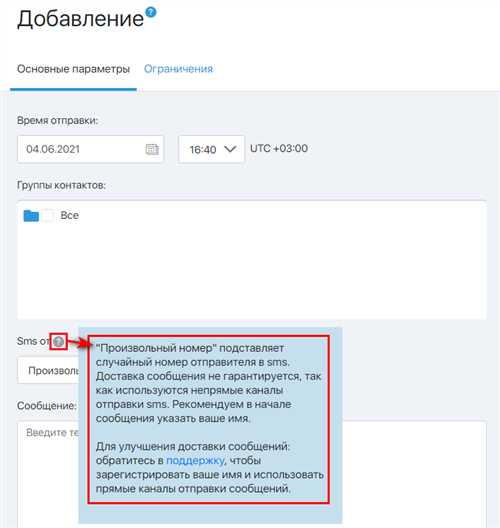 Добавление ?
Основные параметры Ограничения
Время отправки:
04.06.2021 16:40 UTC +03:00
Группы контактов:
Все
Sms от ?
"Произвольный номер" подставляет
случайный номер отправителя в sms.
Доставка сообщения не гарантируется, так
как используются непрямые каналы
отправки sms. Рекомендуем в начале
сообщения указать ваше имя.
Для улучшения доставки сообщений:
обратитесь в поддержку, чтобы
зарегистрировать ваше имя и использовать
прямые каналы отправки сообщений.
Произволь
Сообщение:
Введите те